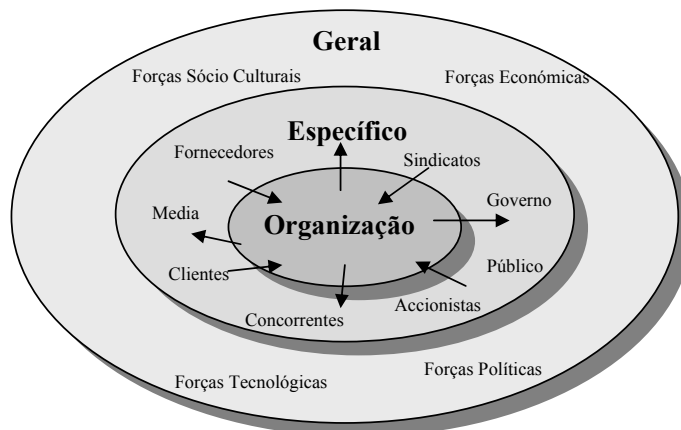 Geral
Forças Sócio Culturais
Forças Económicas
Específico
Fornecedores
Sindicatos
Media
Organização
Governo
Clientes
Público
Concorrentes
Accionistas
Forças Tecnológicas
Forças Políticas